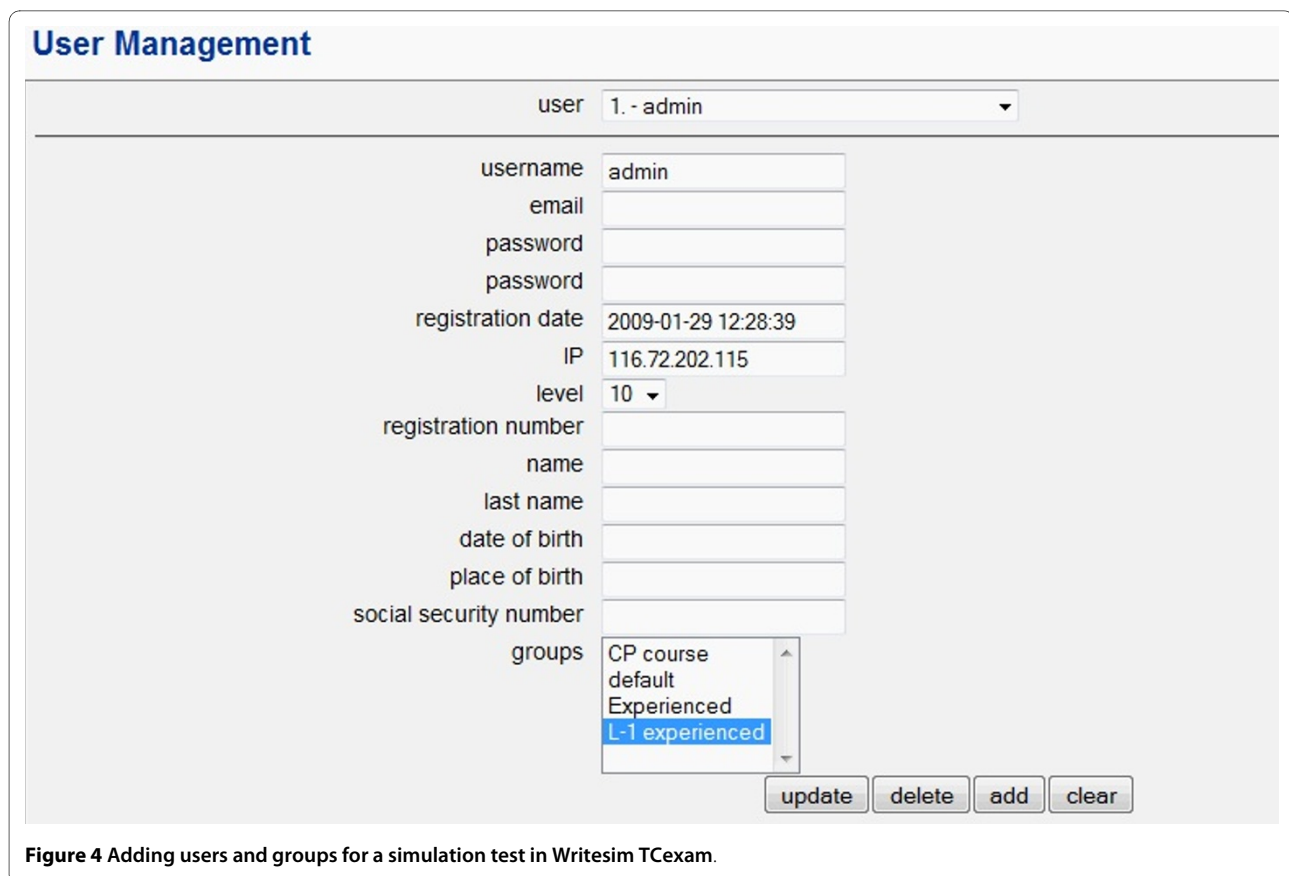 User Management
user 1. - admin
username admin
email
password
password
registration date 2009-01-29 12:28:39
IP 116.72.202.115
level 10
registration number
name
last name
date of birth
place of birth
social security number
groups CP course
default
Experienced
L-1 experienced
update delete add clear
Figure 4 Adding users and groups for a simulation test in Writesim TCexam.